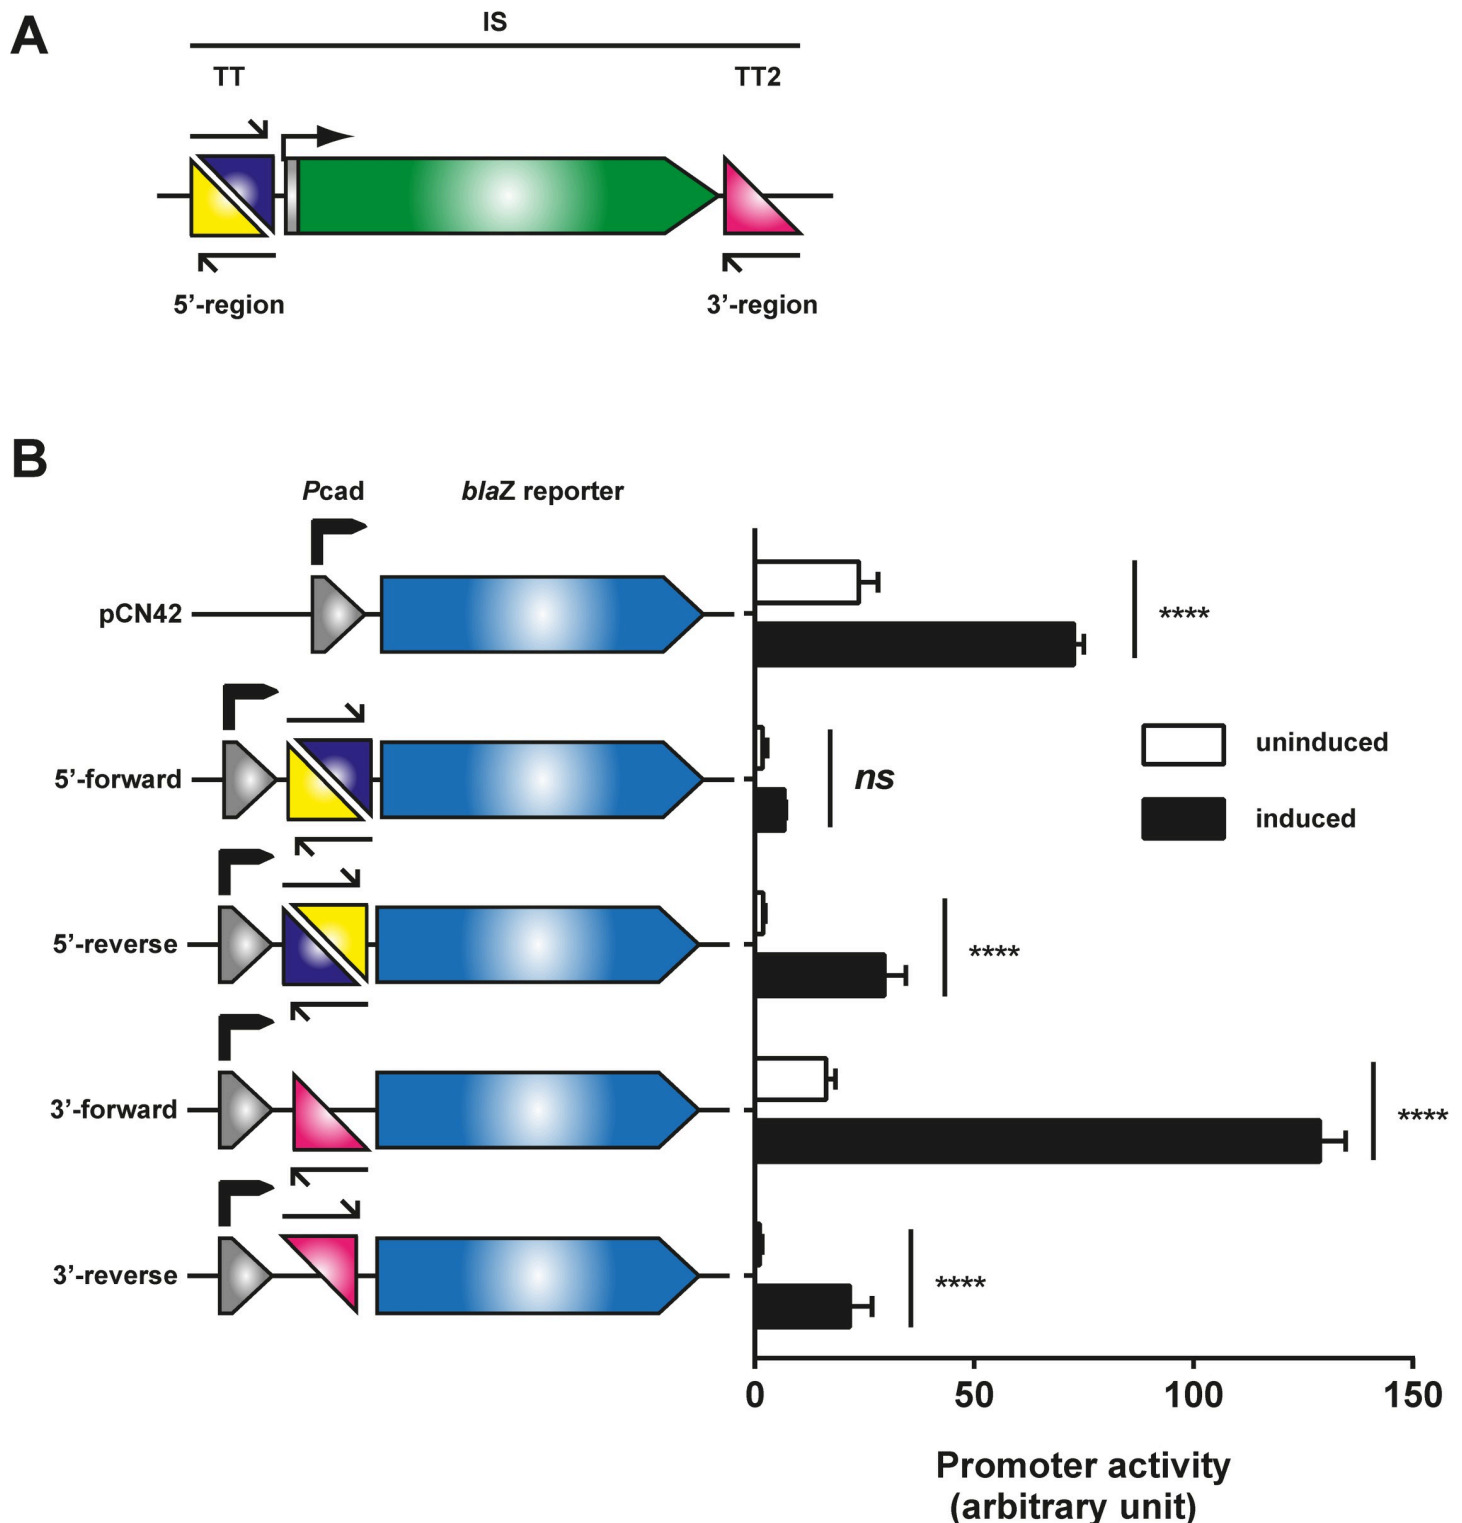 A
IS
TT TT2
5’-region 3’-region
B
Pcad blaZ reporter
pCN42
****
5’-forward
ns
uninduced
induced
5’-reverse
****
3’-forward
****
3’-reverse
****
0 50 100 150
Promoter activity
(arbitrary unit)